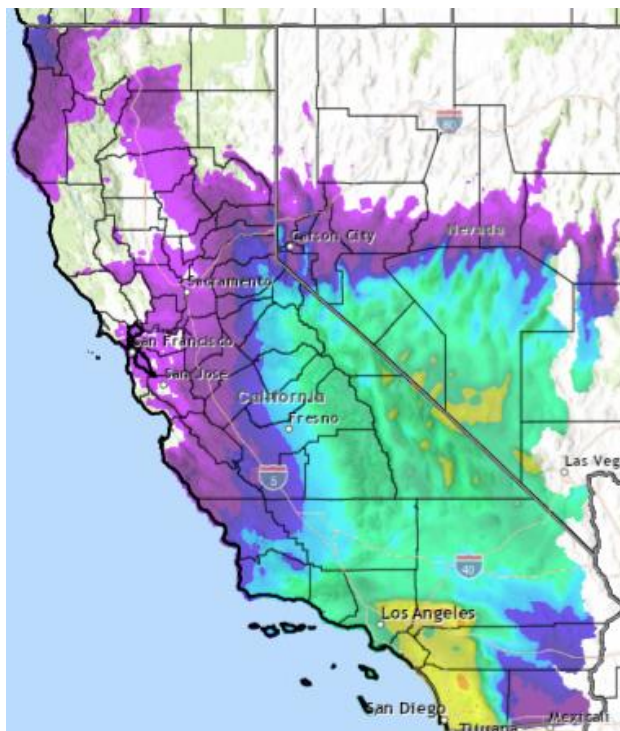 80
Nevada
Carson City
Sacramento
San Francisco
San Jose
California
Fresno
5
Las Veg
40
Los Angeles
San Diego
Tijuana
Mexicali